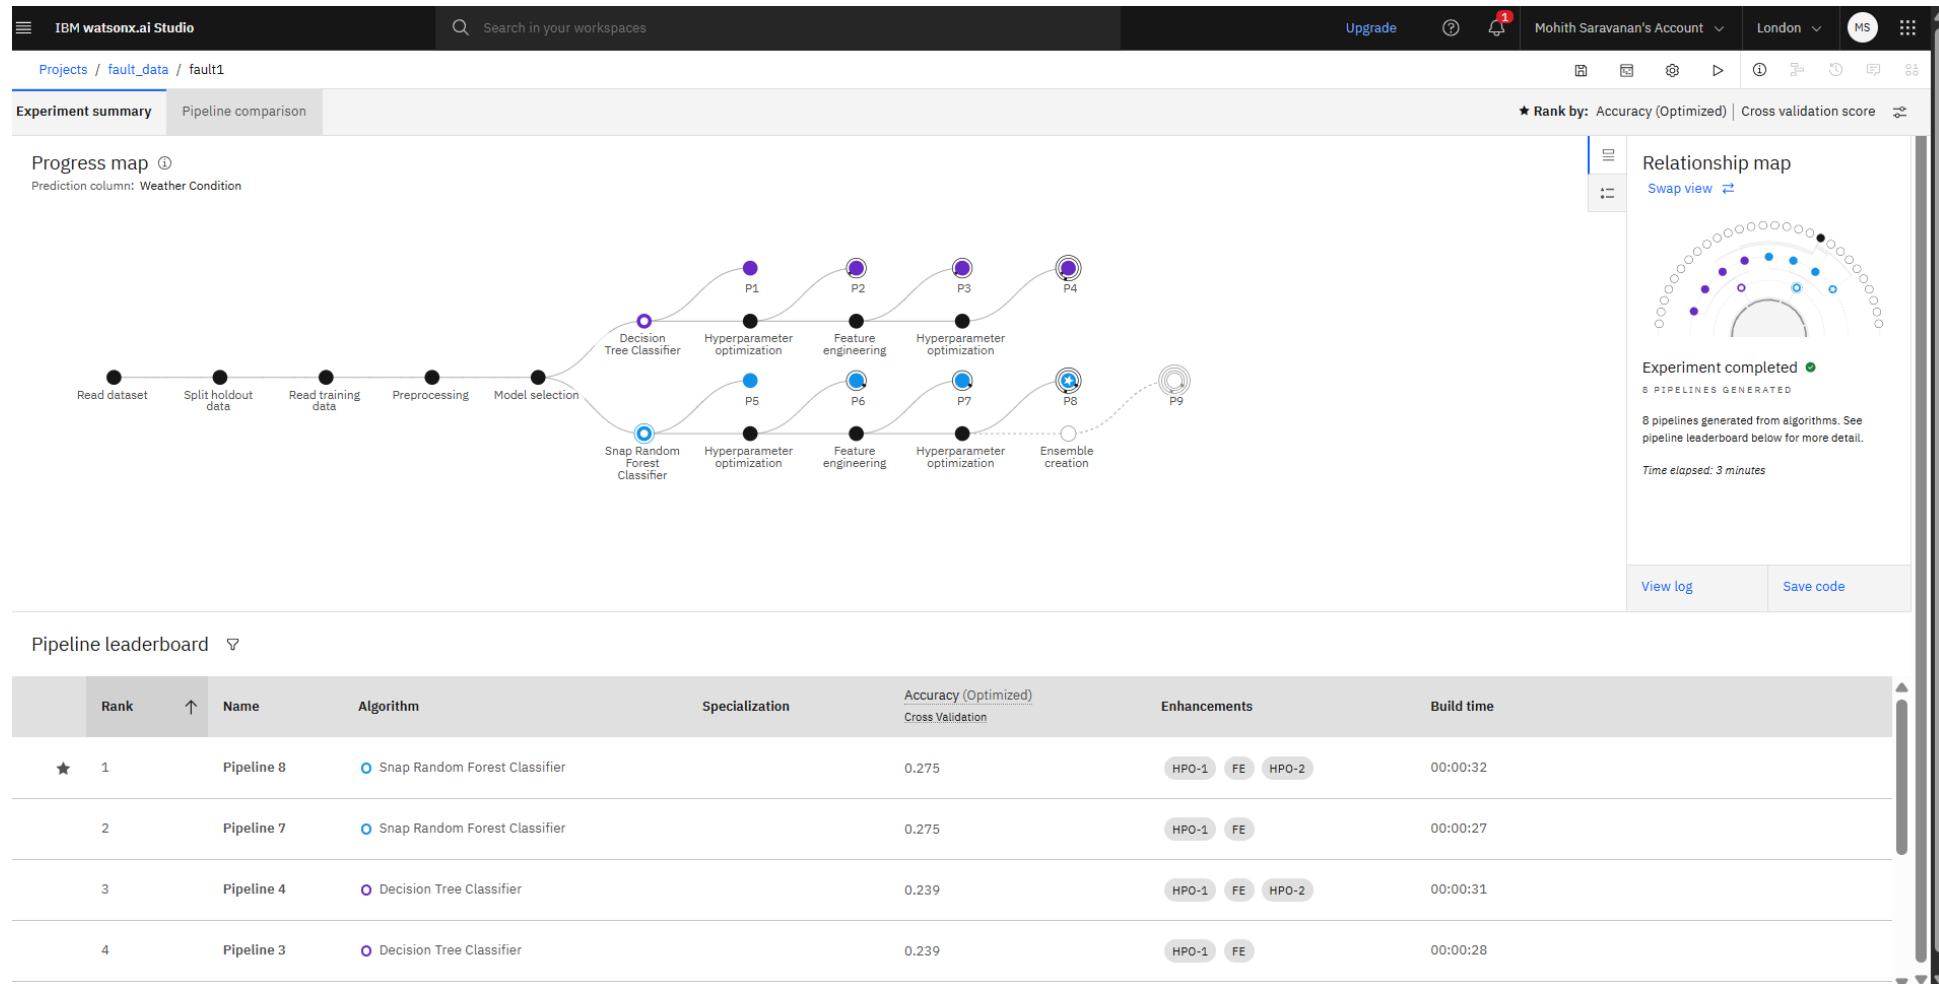 IBM watsonx.ai Studio
Search in your workspaces
Upgrade
1
Mohith Saravanan's Account
London
MS
Projects / fault_data / fault1
Experiment summary
Pipeline comparison
Rank by: Accuracy (Optimized) | Cross validation score
Progress map
Prediction column: Weather Condition
P1
P2
P3
P4
Decision
Tree Classifier
Hyperparameter
optimization
Feature
engineering
Hyperparameter
optimization
Read dataset
Split holdout
data
Read training
data
Preprocessing
Model selection
P5
P6
P7
P8
P9
Snap Random
Forest
Classifier
Hyperparameter
optimization
Feature
engineering
Hyperparameter
optimization
Ensemble
creation
Relationship map
Swap view
Experiment completed
8 PIPELINES GENERATED
8 pipelines generated from algorithms. See
pipeline leaderboard below for more detail.
Time elapsed: 3 minutes
View log
Save code
Pipeline leaderboard
Rank Name Algorithm Specialization Accuracy (Optimized) Enhancements Build time
Cross Validation
1 Pipeline 8 Snap Random Forest Classifier 0.275 HPO-1 FE HPO-2 00:00:32
2 Pipeline 7 Snap Random Forest Classifier 0.275 HPO-1 FE 00:00:27
3 Pipeline 4 Decision Tree Classifier 0.239 HPO-1 FE HPO-2 00:00:31
4 Pipeline 3 Decision Tree Classifier 0.239 HPO-1 FE 00:00:28